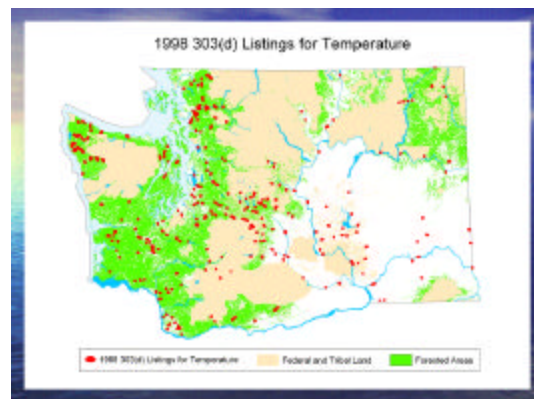 1998 303(d) Listings for Temperature
1998 303(d) Listings for Temperature
Federal and Tribal Land
Forested Areas